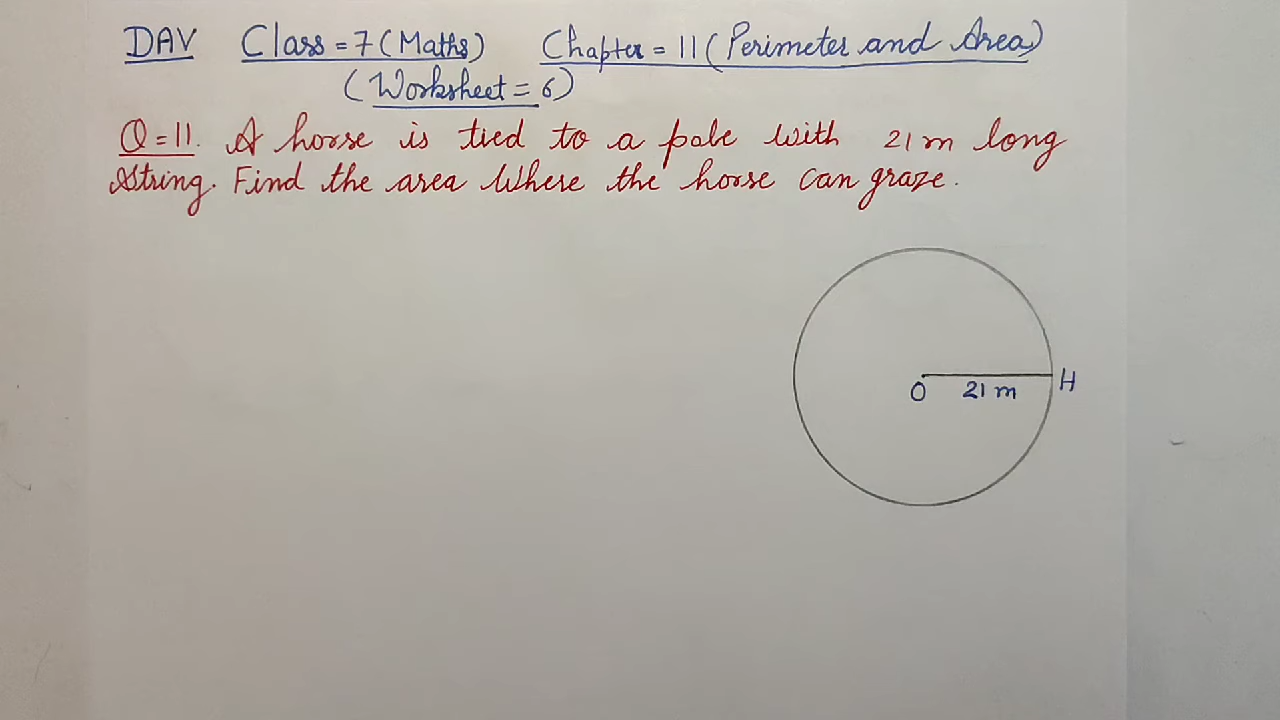 DAV Class = 7 (Maths) Chapter = 11 (Perimeter and Area)
(Worksheet = 6)
Q = 11. A horse is tied to a pole with 21 m long
String. Find the area Where the horse can graze.
O 21 m H